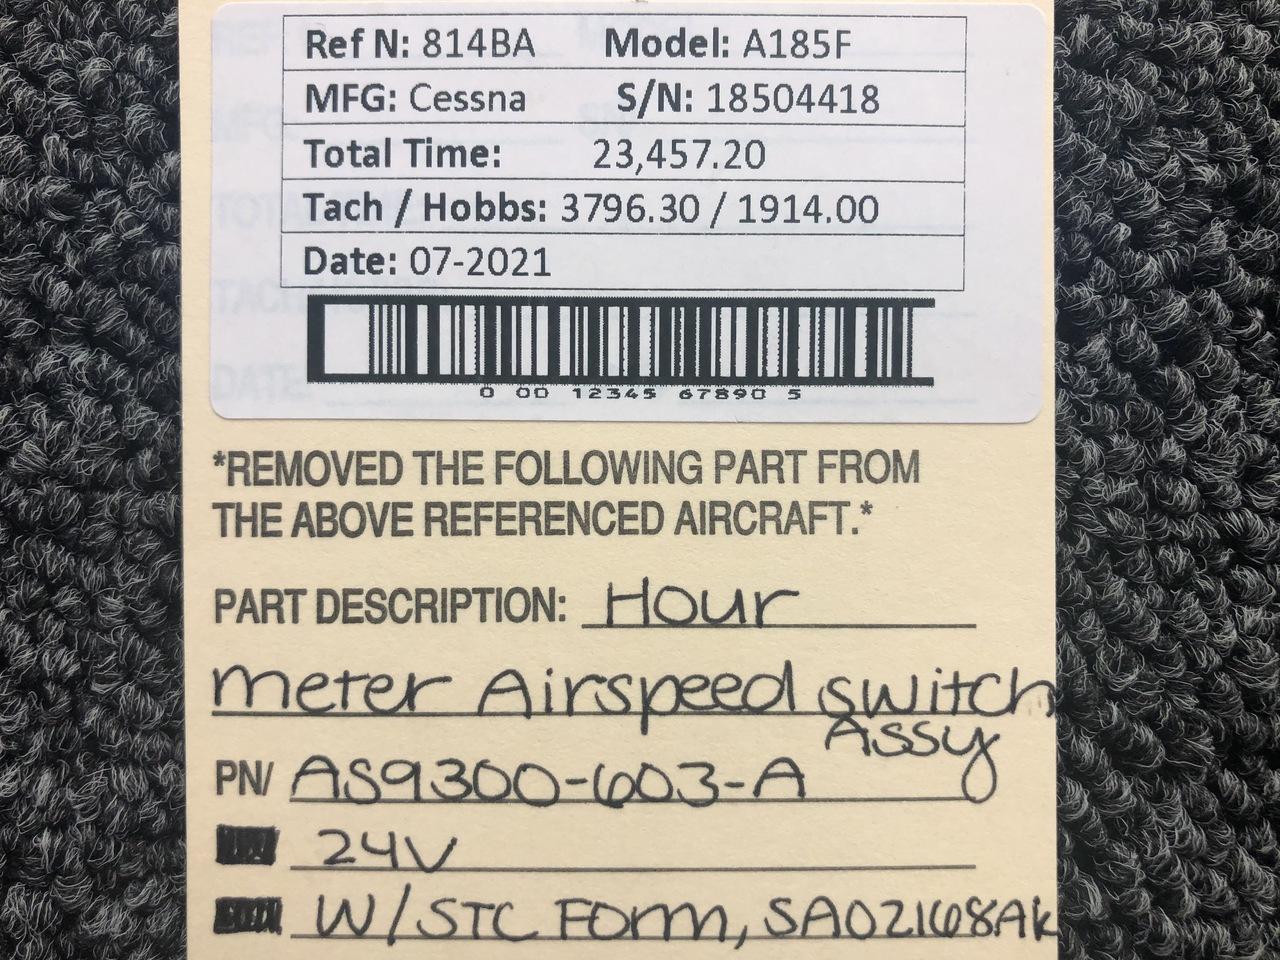 Ref N: 814BA Model: A185F
MFG: Cessna S/N: 18504418
Total Time: 23,457.20
Tach / Hobbs: 3796.30 / 1914.00
Date: 07-2021
0 00 12345 67890 5
*REMOVED THE FOLLOWING PART FROM
THE ABOVE REFERENCED AIRCRAFT.*
PART DESCRIPTION: Hour
meter Airspeed switch
Assy
PN/ AS9300-603-A
24V
W/STC Form, SA02168AK